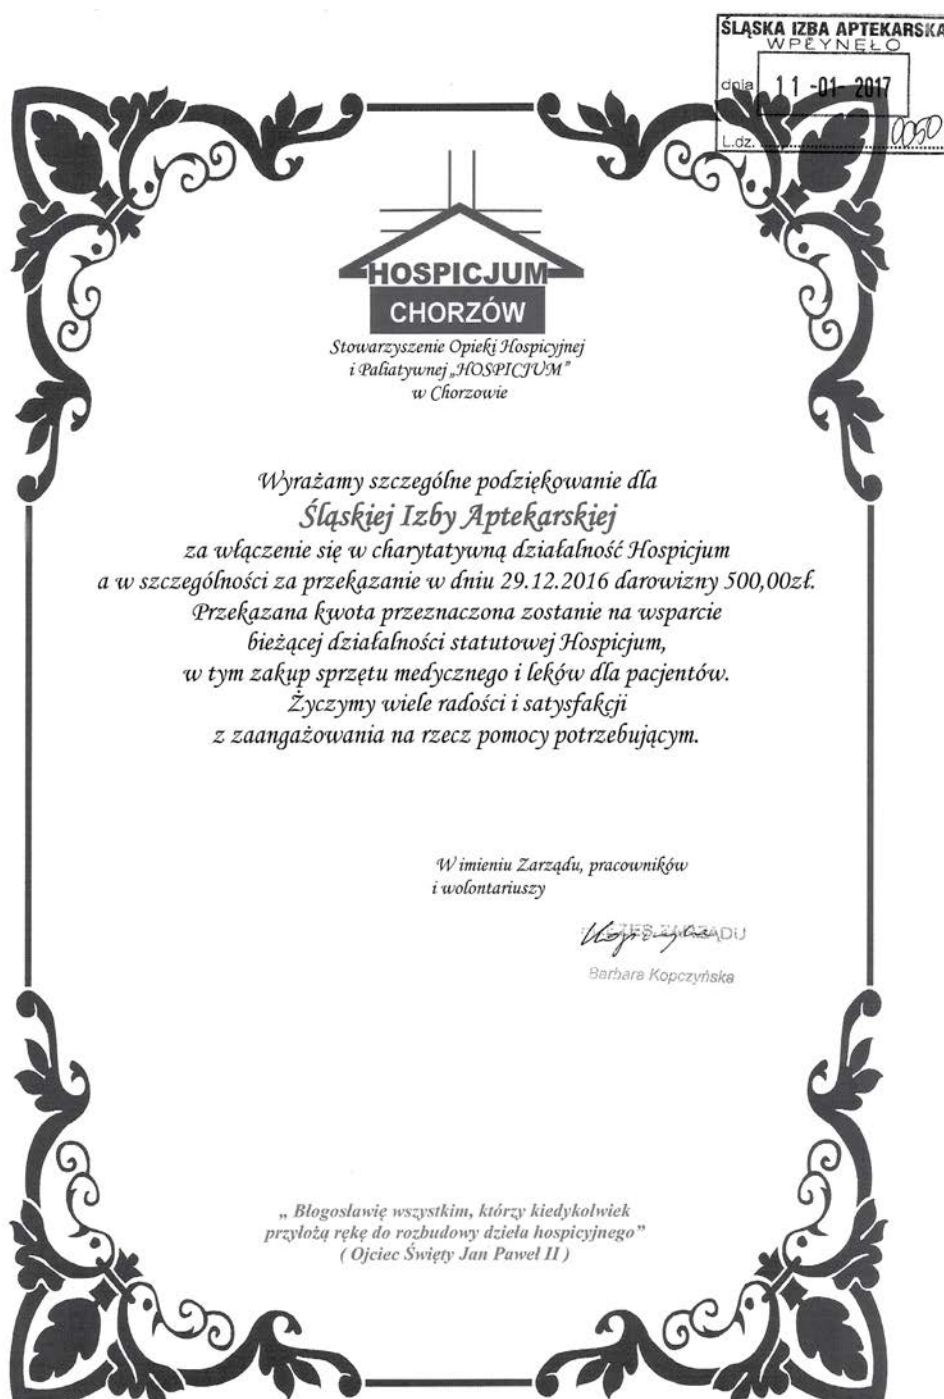 ŚLĄSKA IZBA APTEKARSKA
WPŁYNĘŁO
dnia 11 -01- 2017
L.dz. 0050
HOSPICJUM
CHORZÓW
Stowarzyszenie Opieki Hospicyjnej
i Paliatywnej „HOSPICJUM”
w Chorzowie
Wyrażamy szczególne podziękowanie dla
Śląskiej Izby Aptekarskiej
za włączenie się w charytatywną działalność Hospicjum
a w szczególności za przekazanie w dniu 29.12.2016 darowizny 500,00zł.
Przekazana kwota przeznaczona zostanie na wsparcie
bieżącej działalności statutowej Hospicjum,
w tym zakup sprzętu medycznego i leków dla pacjentów.
Życzymy wiele radości i satysfakcji
z zaangażowania na rzecz pomocy potrzebującym.
W imieniu Zarządu, pracowników
i wolontariuszy
PREZES ZARZĄDU
Barbara Kopczyńska
„ Błogosławię wszystkim, którzy kiedykolwiek
przyłożą rękę do rozbudowy dzieła hospicyjnego”
( Ojciec Święty Jan Paweł II )